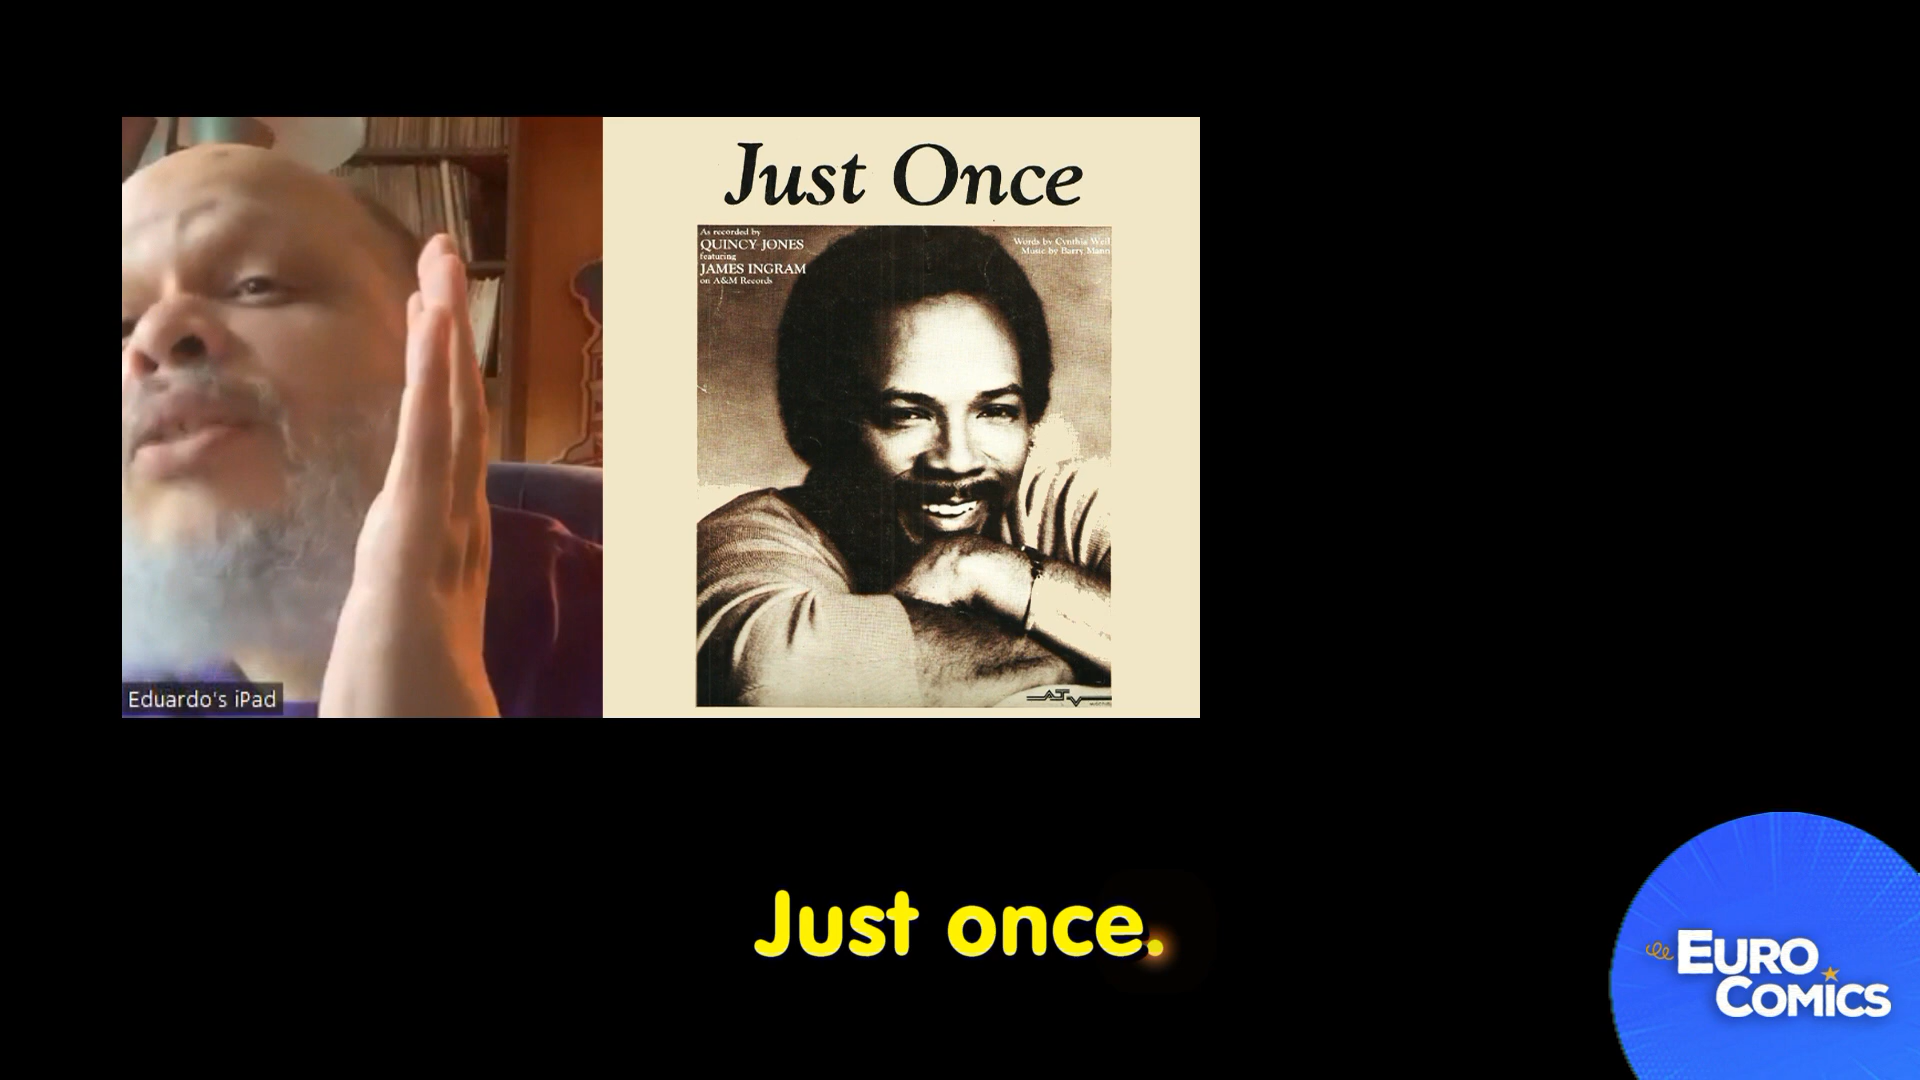 Just Once
As recorded by
QUINCY JONES
featuring
JAMES INGRAM
on A&M Records
Words by Cynthia Weil
Music by Barry Mann
ATV
Eduardo's iPad
Just once.
EURO
COMICS